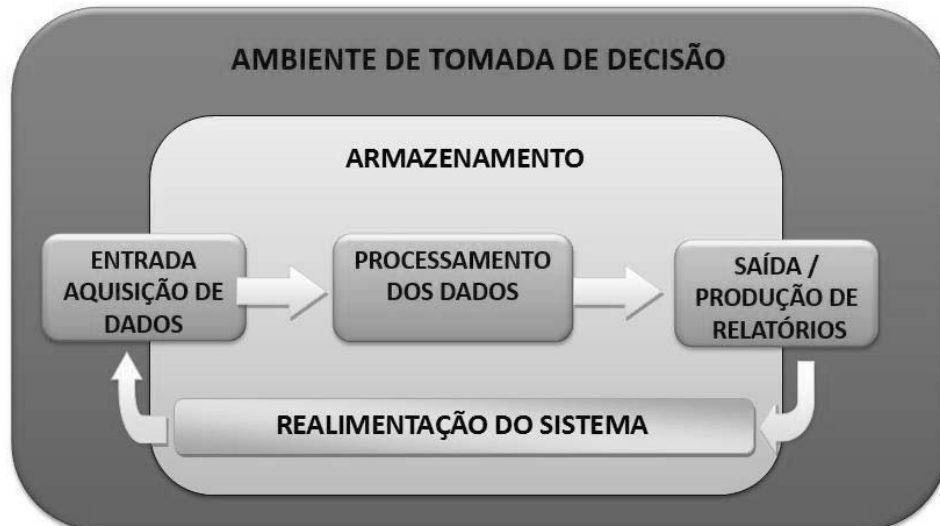 AMBIENTE DE TOMADA DE DECISÃO
ARMAZENAMENTO
ENTRADA
AQUISIÇÃO DE
DADOS
PROCESSAMENTO
DOS DADOS
SAÍDA /
PRODUÇÃO DE
RELATÓRIOS
REALIMENTAÇÃO DO SISTEMA